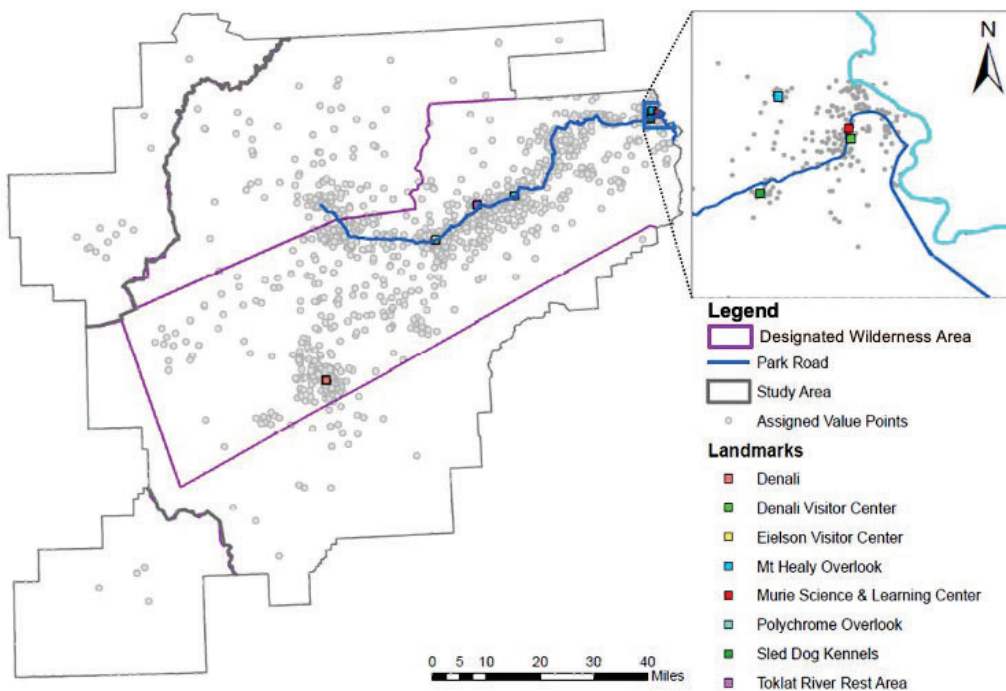 N
Legend
Designated Wilderness Area
Park Road
Study Area
Assigned Value Points
Landmarks
Denali
Denali Visitor Center
Eielson Visitor Center
Mt Healy Overlook
Murie Science & Learning Center
Polychrome Overlook
Sled Dog Kennels
Toklat River Rest Area
0 5 10 20 30 40
Miles